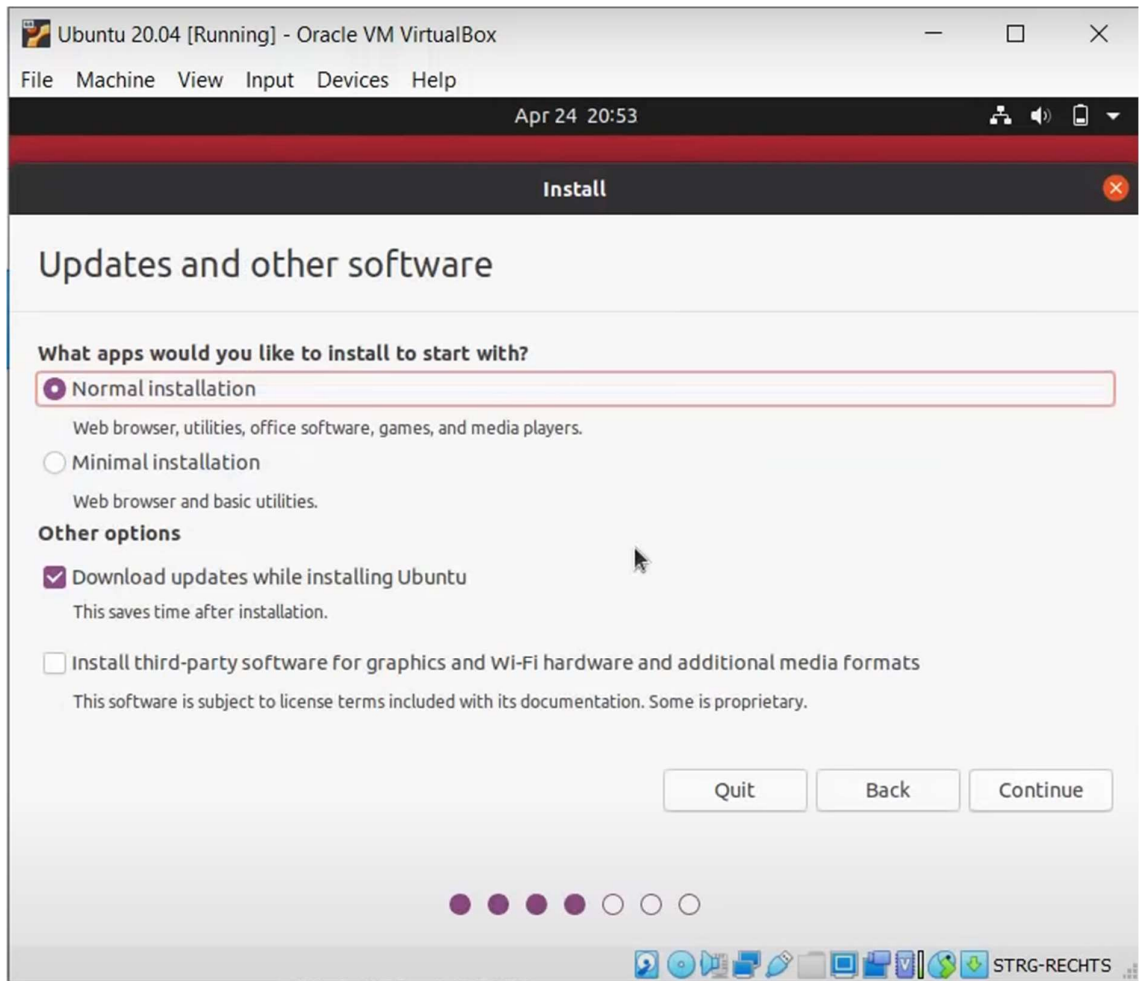 Ubuntu 20.04 [Running] - Oracle VM VirtualBox
File Machine View Input Devices Help
Apr 24 20:53
Install
Updates and other software
What apps would you like to install to start with?
Normal installation
Web browser, utilities, office software, games, and media players.
Minimal installation
Web browser and basic utilities.
Other options
Download updates while installing Ubuntu
This saves time after installation.
Install third-party software for graphics and Wi-Fi hardware and additional media formats
This software is subject to license terms included with its documentation. Some is proprietary.
Quit Back Continue
STRG-RECHTS